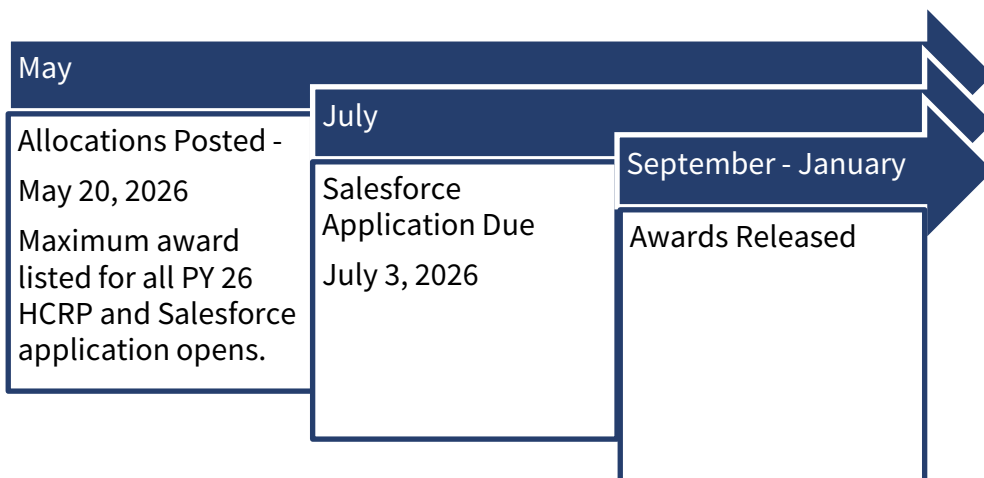 May
Allocations Posted -
May 20, 2026
Maximum award
listed for all PY 26
HCRP and Salesforce
application opens.
July
Salesforce
Application Due
July 3, 2026
September - January
Awards Released